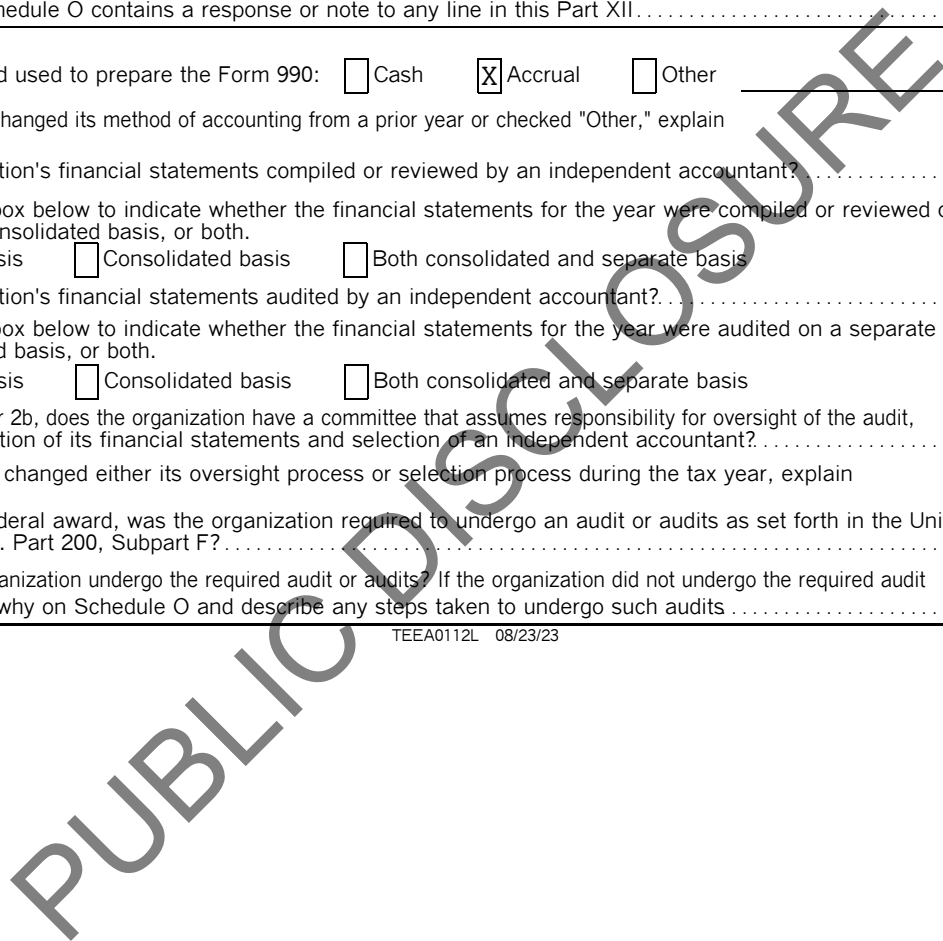 hedule O contains a response or note to any line in this Part XII
d used to prepare the Form 990: Cash X Accrual Other
hanged its method of accounting from a prior year or checked "Other," explain
tion's financial statements compiled or reviewed by an independent accountant?
box below to indicate whether the financial statements for the year were compiled or reviewed o
nsolidated basis, or both.
sis Consolidated basis Both consolidated and separate basis
tion's financial statements audited by an independent accountant?
box below to indicate whether the financial statements for the year were audited on a separate
d basis, or both.
sis Consolidated basis Both consolidated and separate basis
r 2b, does the organization have a committee that assumes responsibility for oversight of the audit,
tion of its financial statements and selection of an independent accountant?
changed either its oversight process or selection process during the tax year, explain
deral award, was the organization required to undergo an audit or audits as set forth in the Uni
. Part 200, Subpart F?
anization undergo the required audit or audits? If the organization did not undergo the required audit
why on Schedule O and describe any steps taken to undergo such audits
TEEA0112L 08/23/23
PUBLIC DISCLOSURE